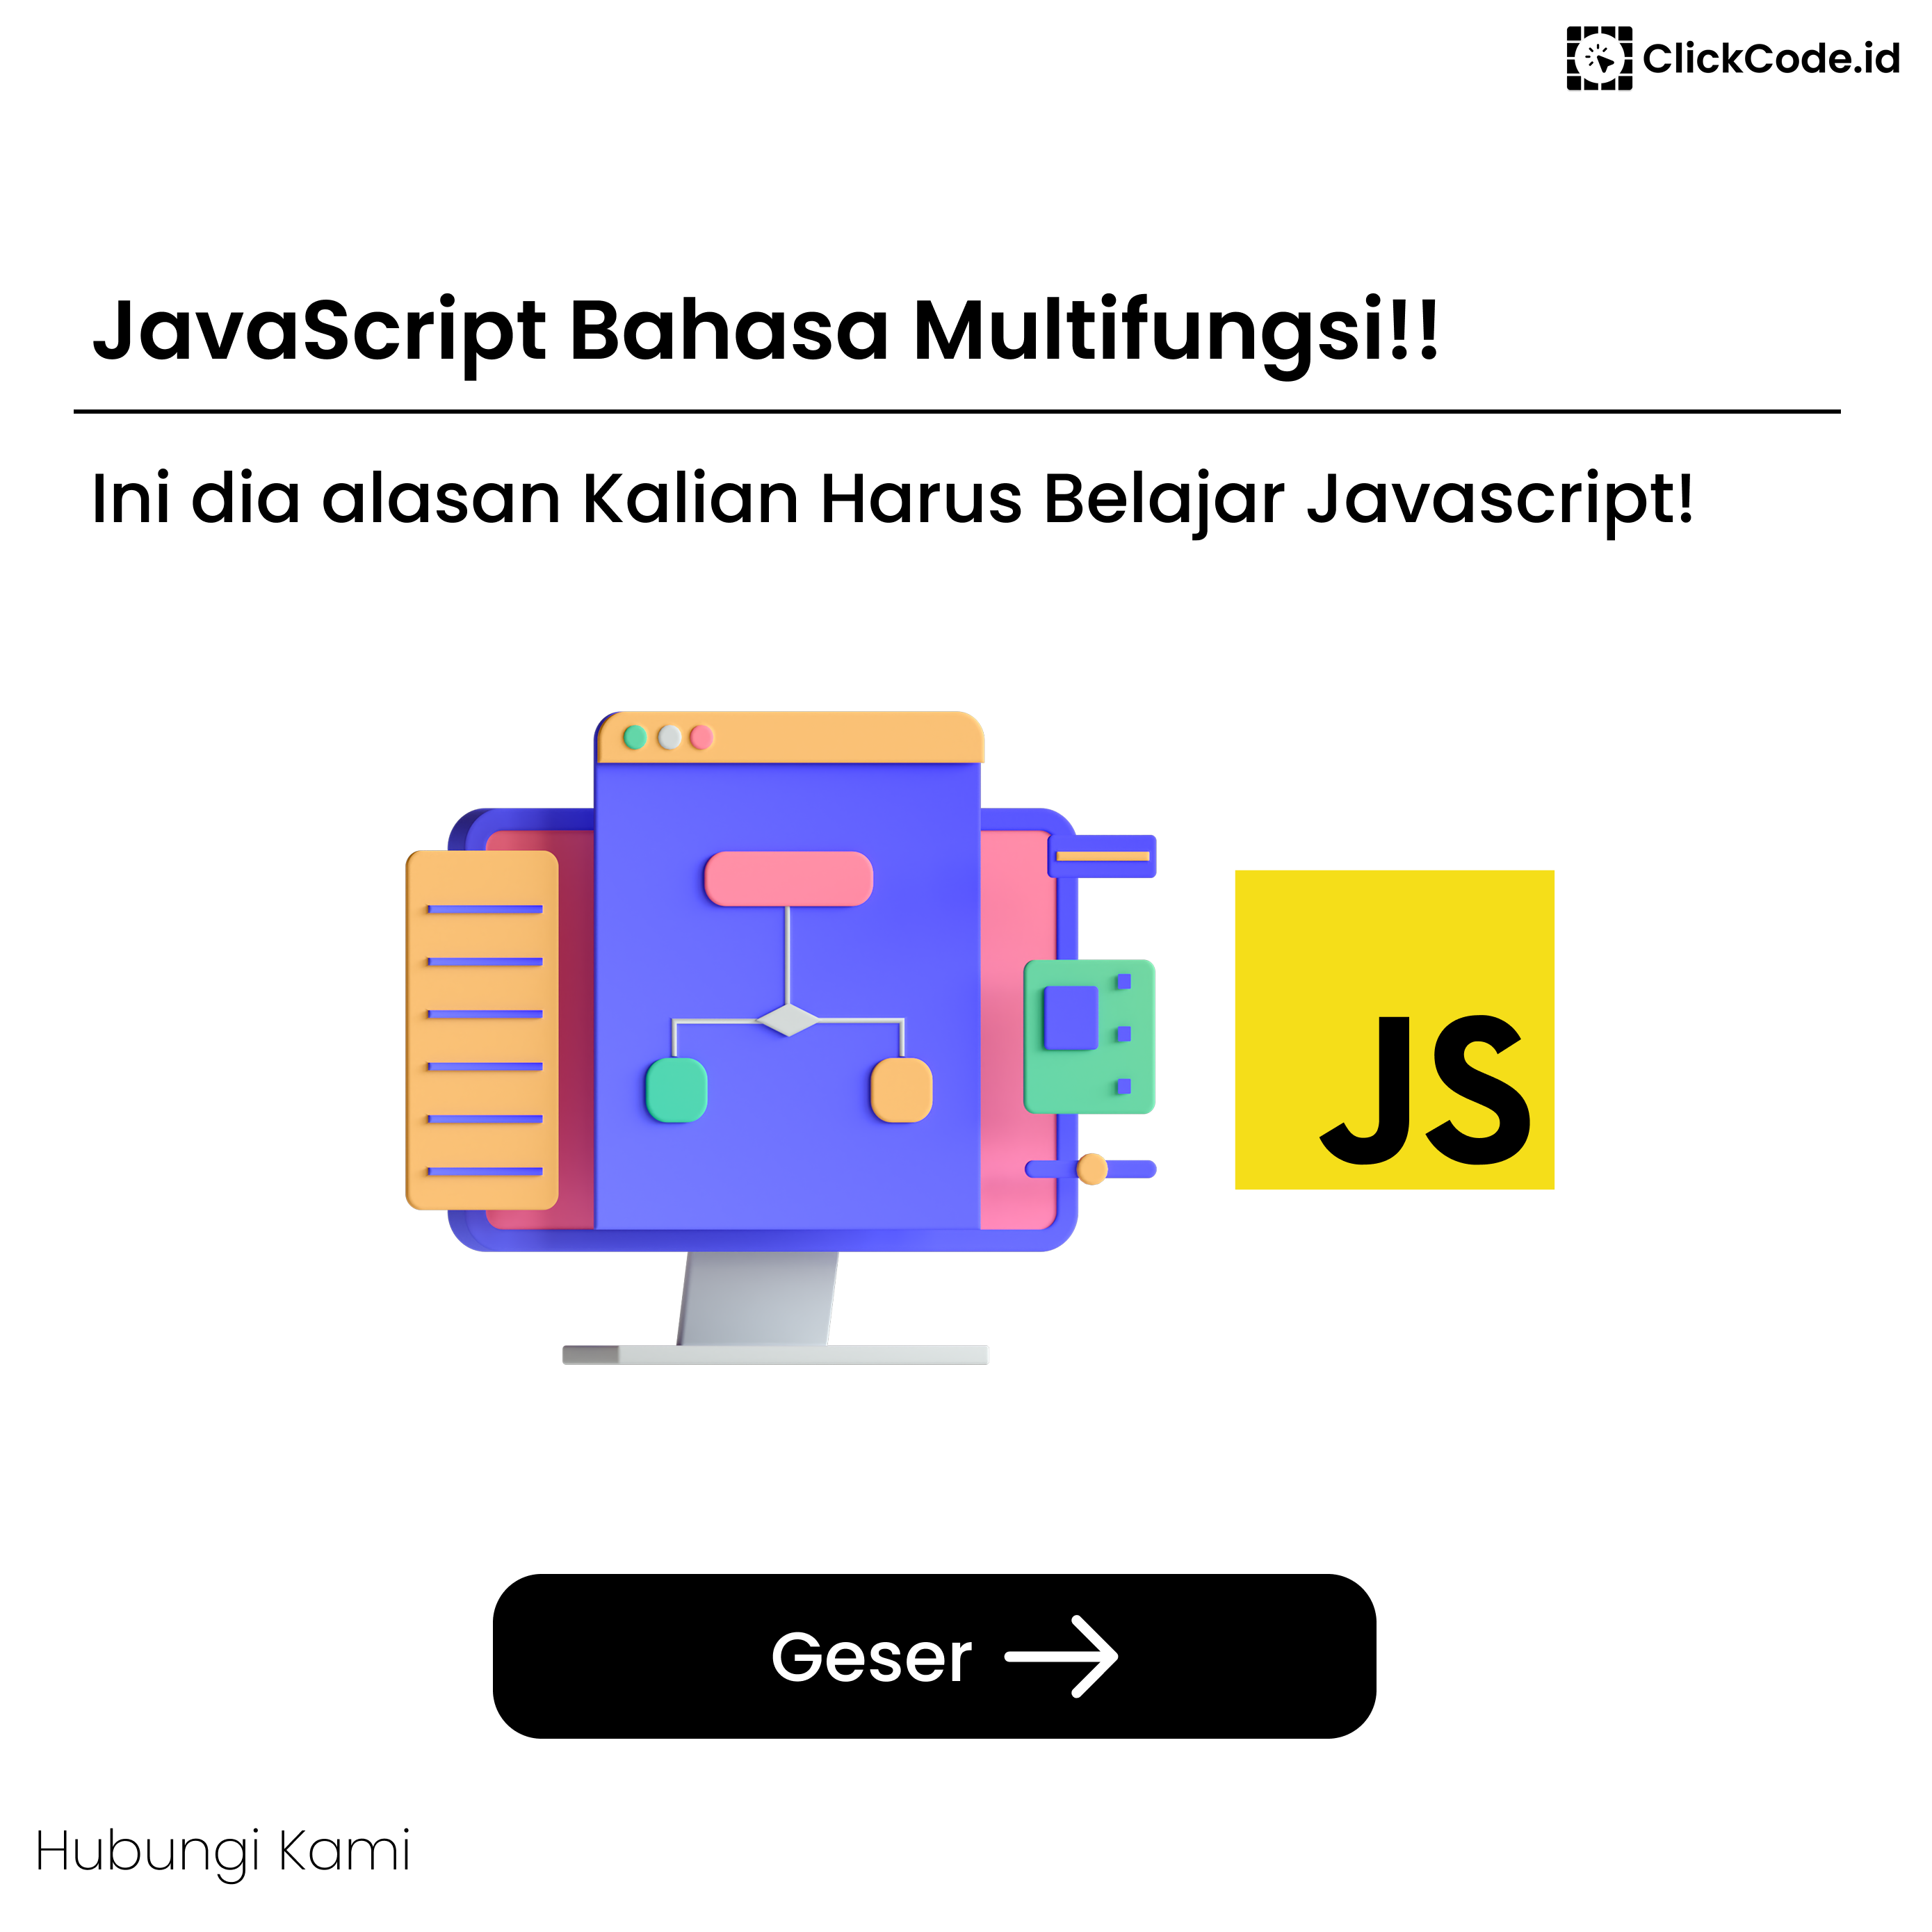 ClickCode.id
JavaScript Bahasa Multifungsi!!
Ini dia alasan Kalian Harus Belajar Javascript!
JS
Geser
Hubungi Kami